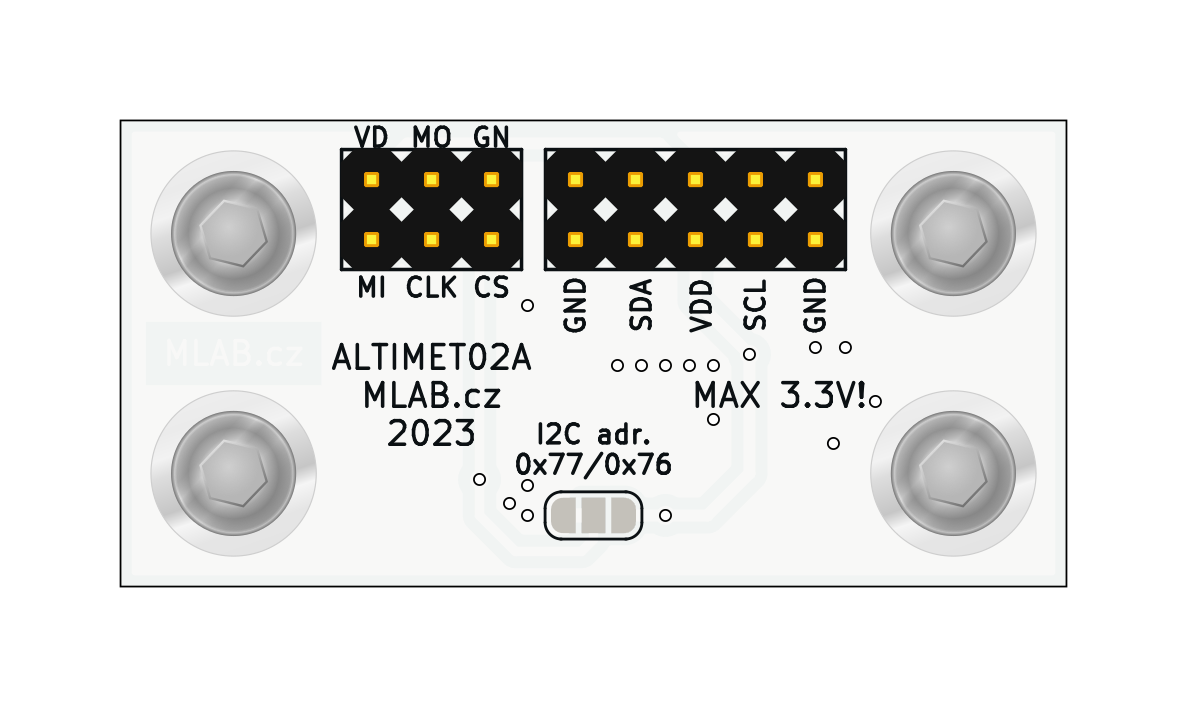 VD MO GN
MI CLK CS
GND SDA VDD SCL GND
MLAB.cz
ALTIMET02A
MLAB.cz
2023
MAX 3.3V!
I2C adr.
0x77/0x76